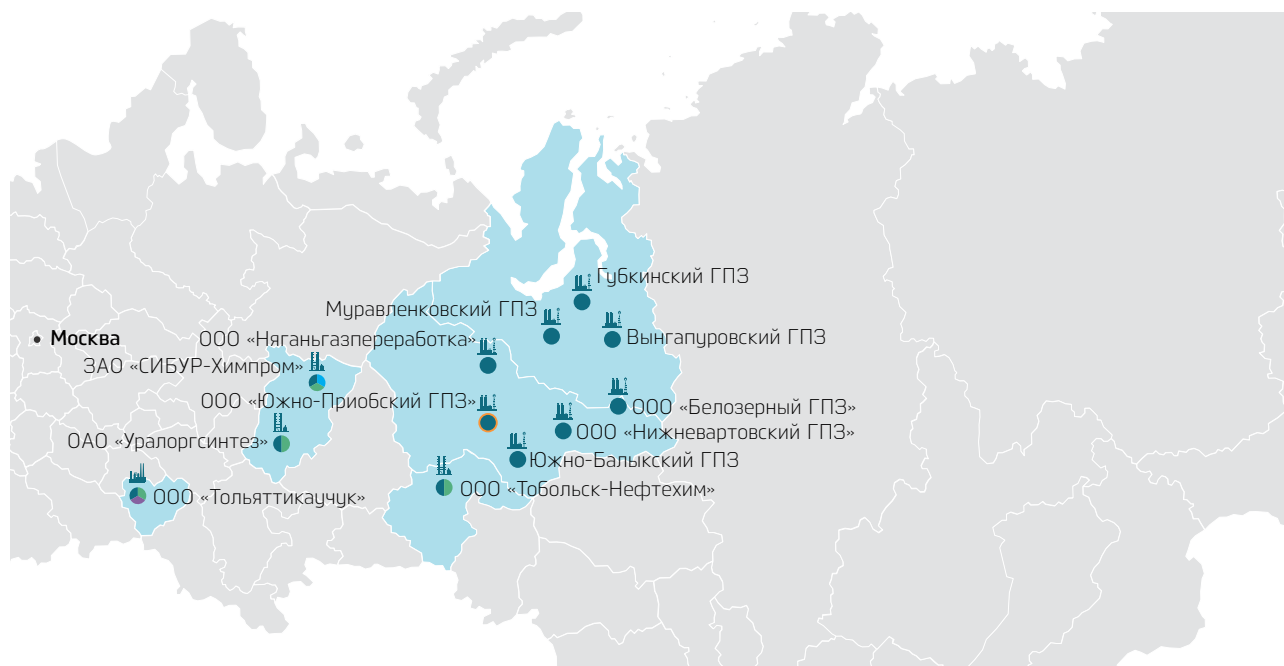 Губкинский ГПЗ
Муравленковский ГПЗ
Москва
ООО «Няганьгазпереработка»
Вынгапуровский ГПЗ
ЗАО «СИБУР-Химпром»
ООО «Южно-Приобский ГПЗ»
ООО «Белозерный ГПЗ»
ООО «Нижневартовский ГПЗ»
ОАО «Уралоргсинтез»
Южно-Балыкский ГПЗ
ООО «Тобольск-Нефтехим»
ООО «Тольяттикаучук»